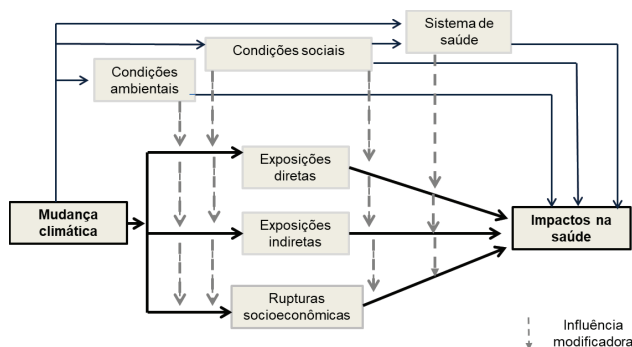 Sistema de
saúde
Condições sociais
Condições
ambientais
Exposições
diretas
Mudança
climática
Exposições
indiretas
Impactos na
saúde
Rupturas
socioeconômicas
Influência
modificadora